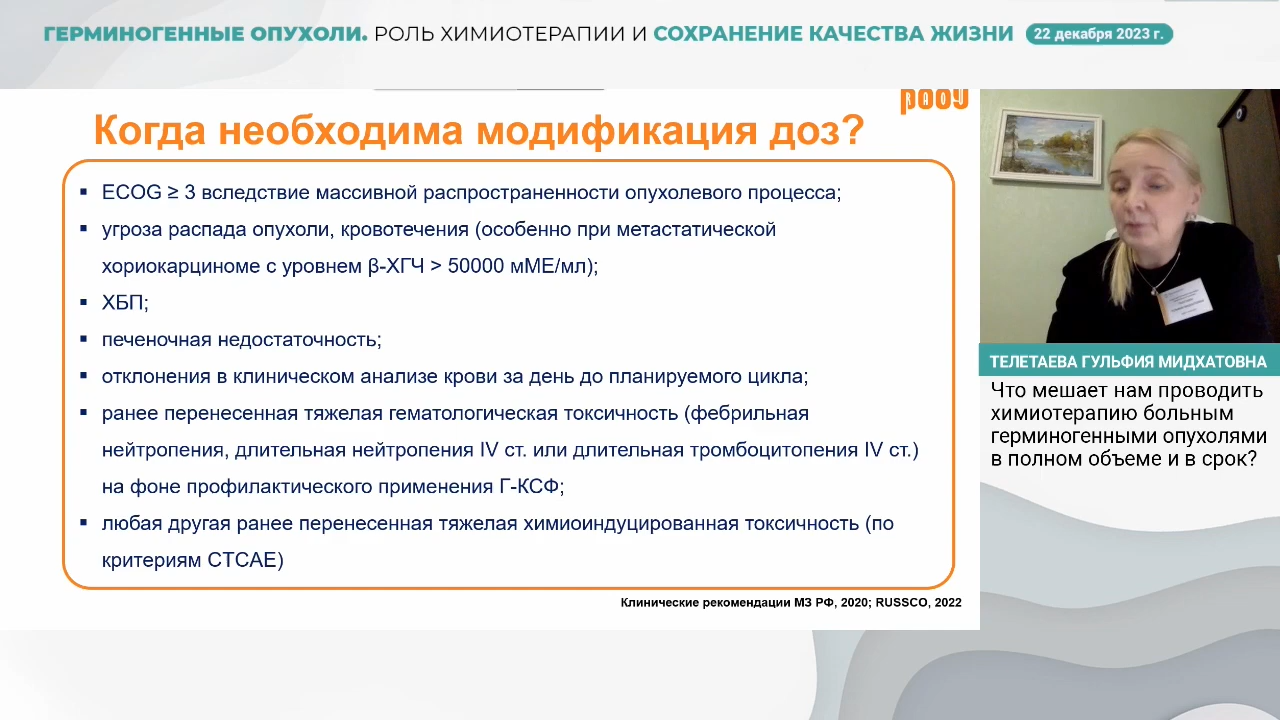 ГЕРМИНОГЕННЫЕ ОПУХОЛИ. РОЛЬ ХИМИОТЕРАПИИ И СОХРАНЕНИЕ КАЧЕСТВА ЖИЗНИ 22 декабря 2023 г.
Когда необходима модификация доз?
▪ ECOG ≥ 3 вследствие массивной распространенности опухолевого процесса;
▪ угроза распада опухоли, кровотечения (особенно при метастатической
хориокарциноме с уровнем β-ХГЧ > 50000 мМЕ/мл);
▪ ХБП;
▪ печеночная недостаточность;
▪ отклонения в клиническом анализе крови за день до планируемого цикла;
▪ ранее перенесенная тяжелая гематологическая токсичность (фебрильная
нейтропения, длительная нейтропения IV ст. или длительная тромбоцитопения IV ст.)
на фоне профилактического применения Г-КСФ;
▪ любая другая ранее перенесенная тяжелая химиоиндуцированная токсичность (по
критериям CTCAE)
Клинические рекомендации МЗ РФ, 2020; RUSSCO, 2022
ТЕЛЕТАЕВА ГУЛЬФИЯ МИДХАТОВНА
Что мешает нам проводить
химиотерапию больным
герминогенными опухолями
в полном объеме и в срок?